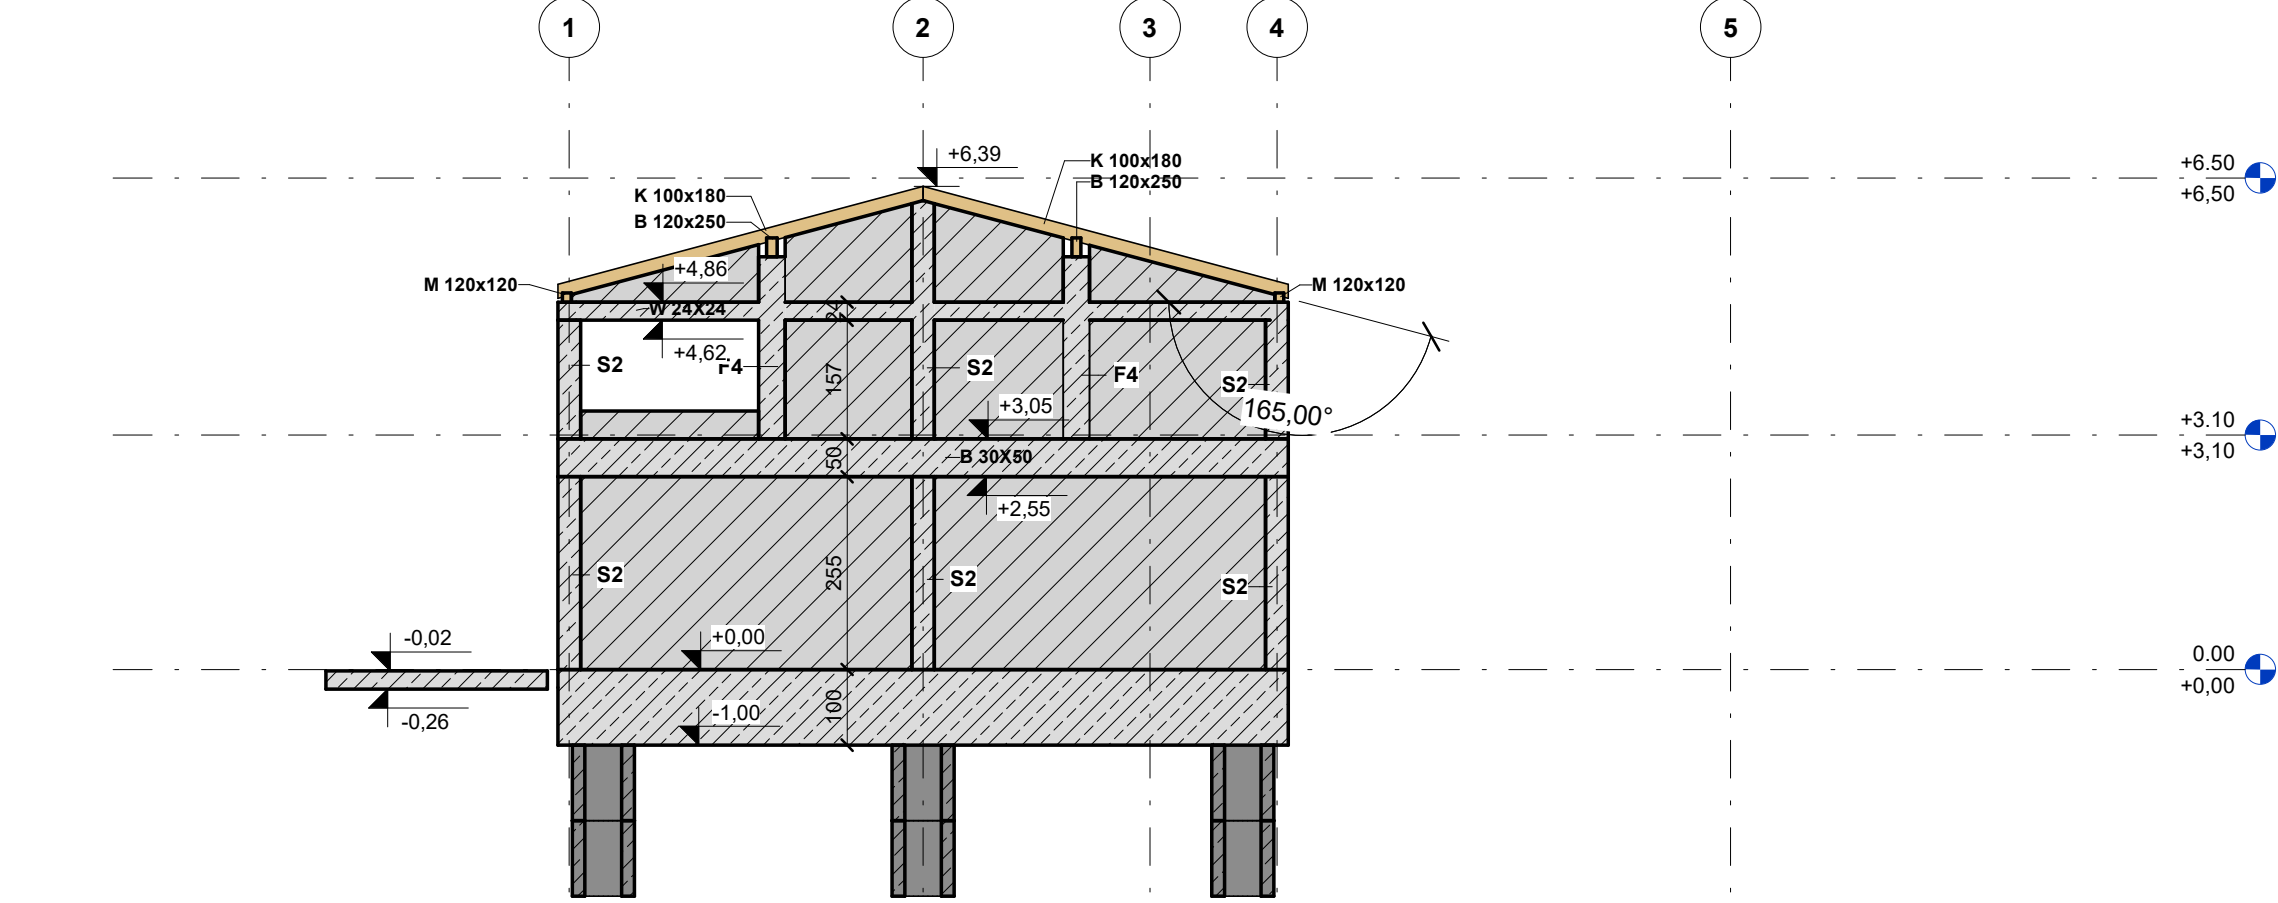 1 2 3 4 5
+6,39
K 100x180
B 120x250
+6.50
+6,50
K 100x180
B 120x250
+4,86
M 120x120
M 120x120
W 24X24
24
+4,62
S2
F4
157
S2
F4
S2
165,00°
+3,05
+3.10
+3,10
50
B 30X50
+2,55
S2
255
S2
S2
-0,02
+0,00
0.00
+0,00
-0,26
100
-1,00